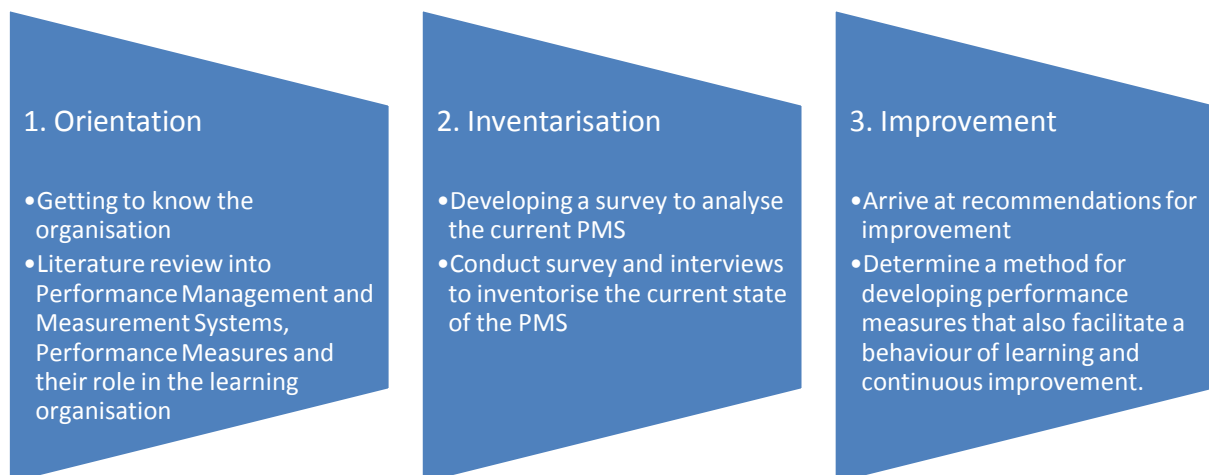 1. Orientation
•Getting to know the
organisation
•Literature review into
Performance Management and
Measurement Systems,
Performance Measures and
their role in the learning
organisation
2. Inventarisation
•Developing a survey to analyse
the current PMS
•Conduct survey and interviews
to inventorise the current state
of the PMS
3. Improvement
•Arrive at recommendations for
improvement
•Determine a method for
developing performance
measures that also facilitate a
behaviour of learning and
continuous improvement.